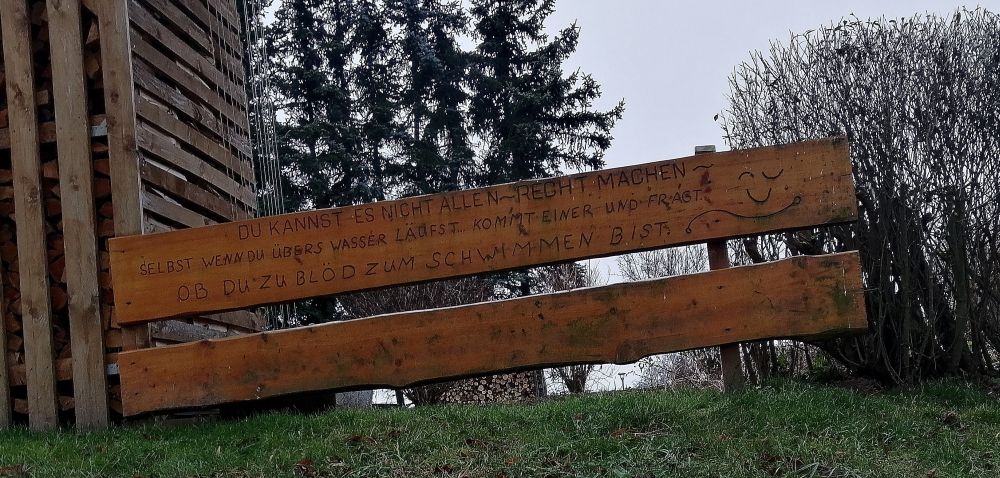 DU KANNST ES NICHT ALLEN ~ RECHT MACHEN ~
SELBST WENN DU ÜBERS WASSER LÄUFST.. KOMMT EINER UND FRÄGT.
OB DU ZU BLÖD ZUM SCHWIMMEN BIST.